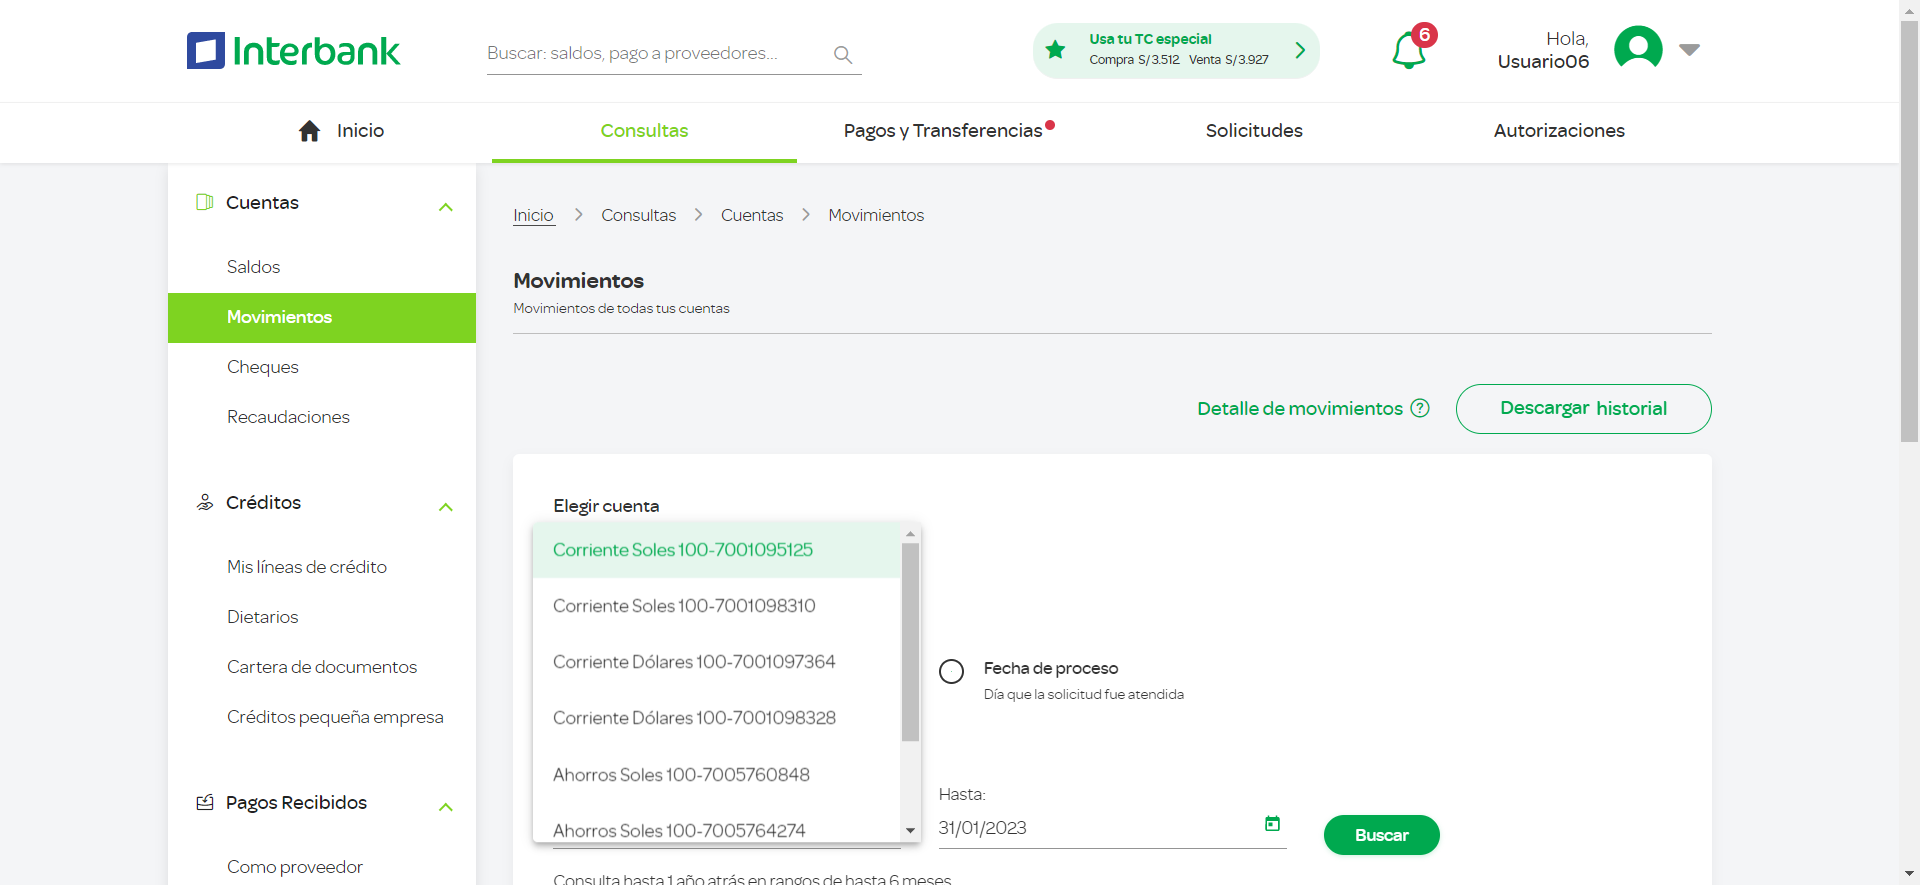 Interbank
Buscar: saldos, pago a proveedores...
Usa tu TC especial
Compra S/3.512 Venta S/3.927
6
Hola,
Usuario06
Inicio
Consultas
Pagos y Transferencias
Solicitudes
Autorizaciones
Cuentas
Saldos
Movimientos
Cheques
Recaudaciones
Créditos
Mis líneas de crédito
Dietarios
Cartera de documentos
Créditos pequeña empresa
Pagos Recibidos
Como proveedor
Inicio > Consultas > Cuentas > Movimientos
Movimientos
Movimientos de todas tus cuentas
Detalle de movimientos ?
Descargar historial
Elegir cuenta
Corriente Soles 100-7001095125
Corriente Soles 100-7001098310
Corriente Dólares 100-7001097364
Corriente Dólares 100-7001098328
Ahorros Soles 100-7005760848
Ahorros Soles 100-7005764274
Fecha de proceso
Día que la solicitud fue atendida
Hasta:
31/01/2023
Buscar
Consulta hasta 1 año atrás en rangos de hasta 6 meses